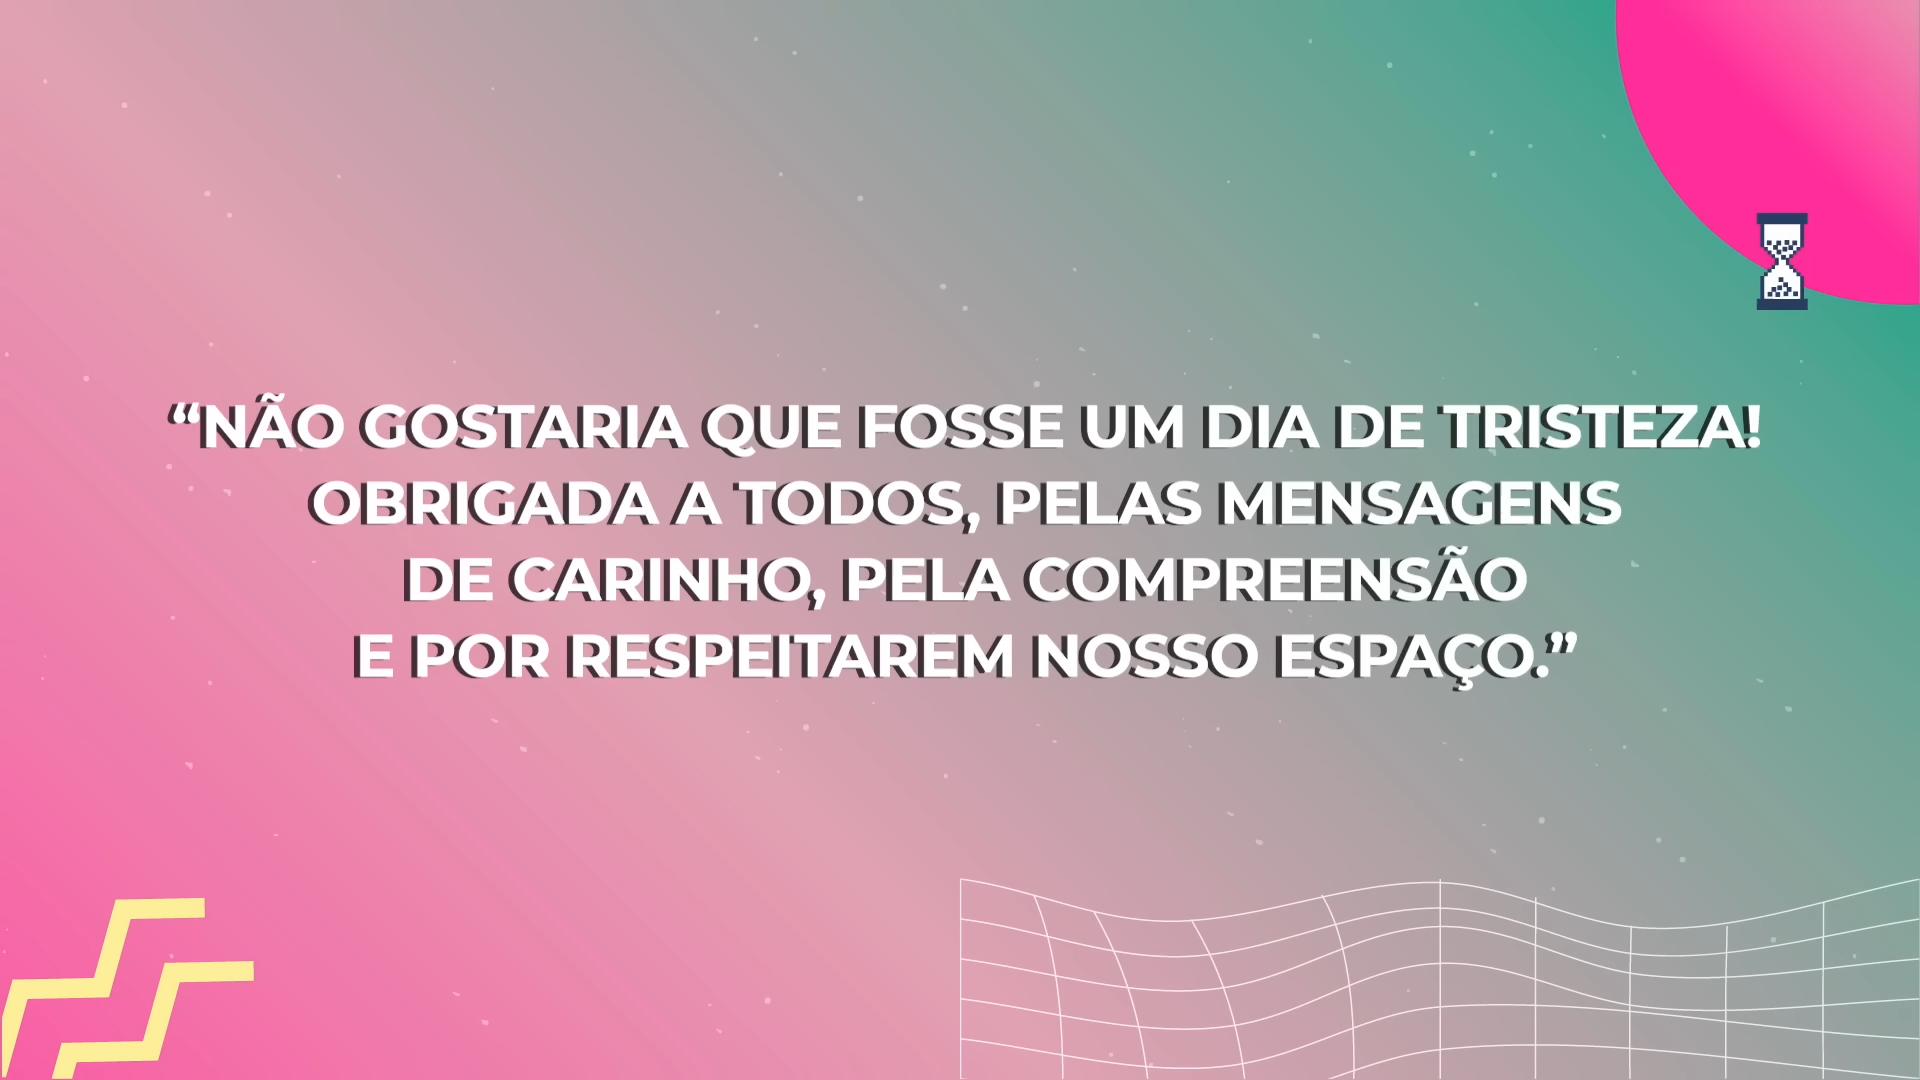 “NÃO GOSTARIA QUE FOSSE UM DIA DE TRISTEZA!
OBRIGADA A TODOS, PELAS MENSAGENS
DE CARINHO, PELA COMPREENSÃO
E POR RESPEITAREM NOSSO ESPAÇO.”